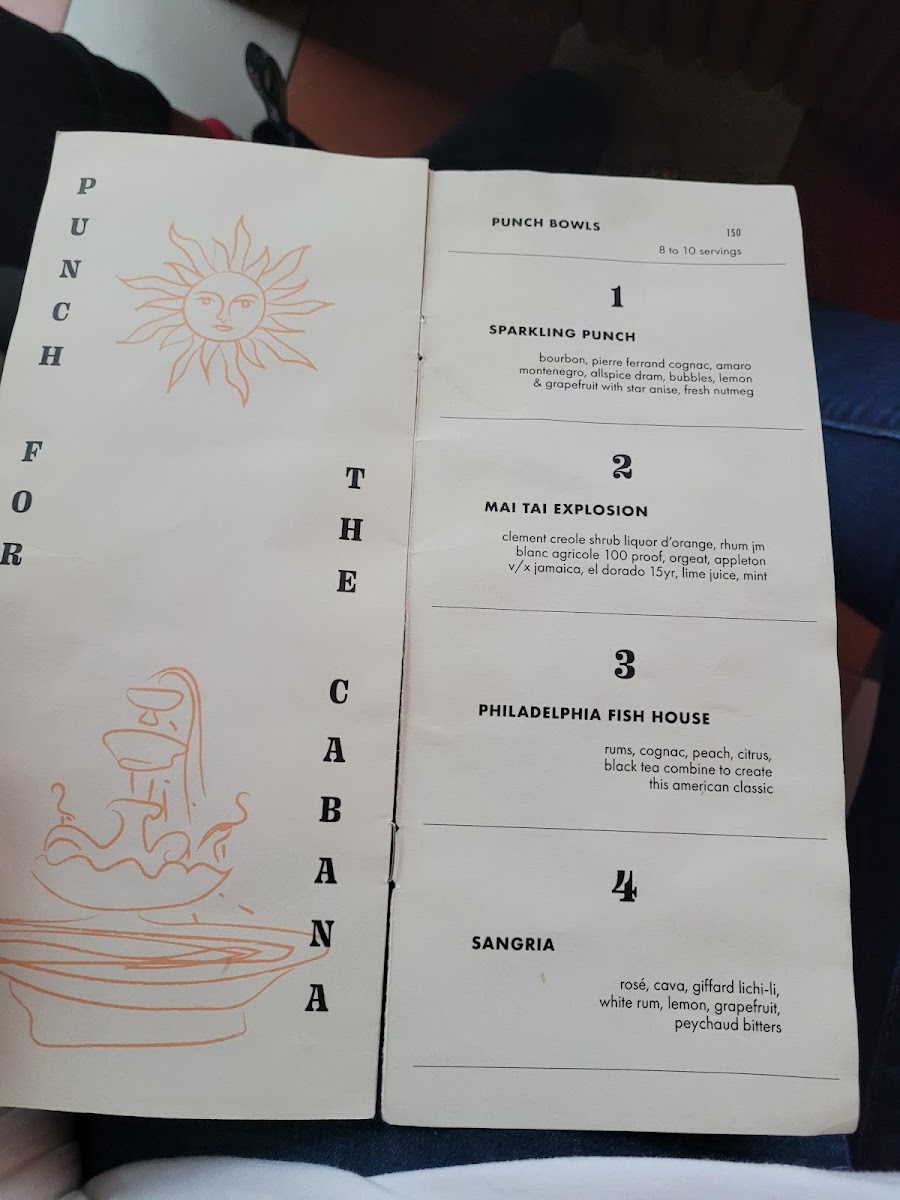 PUNCH
FOR
THE
CABANA
PUNCH BOWLS 150
8 to 10 servings
1
SPARKLING PUNCH
bourbon, pierre ferrand cognac, amaro
montenegro, allspice dram, bubbles, lemon
& grapefruit with star anise, fresh nutmeg
2
MAI TAI EXPLOSION
clement creole shrub liquor d'orange, rhum jm
blanc agricole 100 proof, orgeat, appleton
v/x jamaica, el dorado 15yr, lime juice, mint
3
PHILADELPHIA FISH HOUSE
rums, cognac, peach, citrus,
black tea combine to create
this american classic
4
SANGRIA
rosé, cava, giffard lichi-li,
white rum, lemon, grapefruit,
peychaud bitters